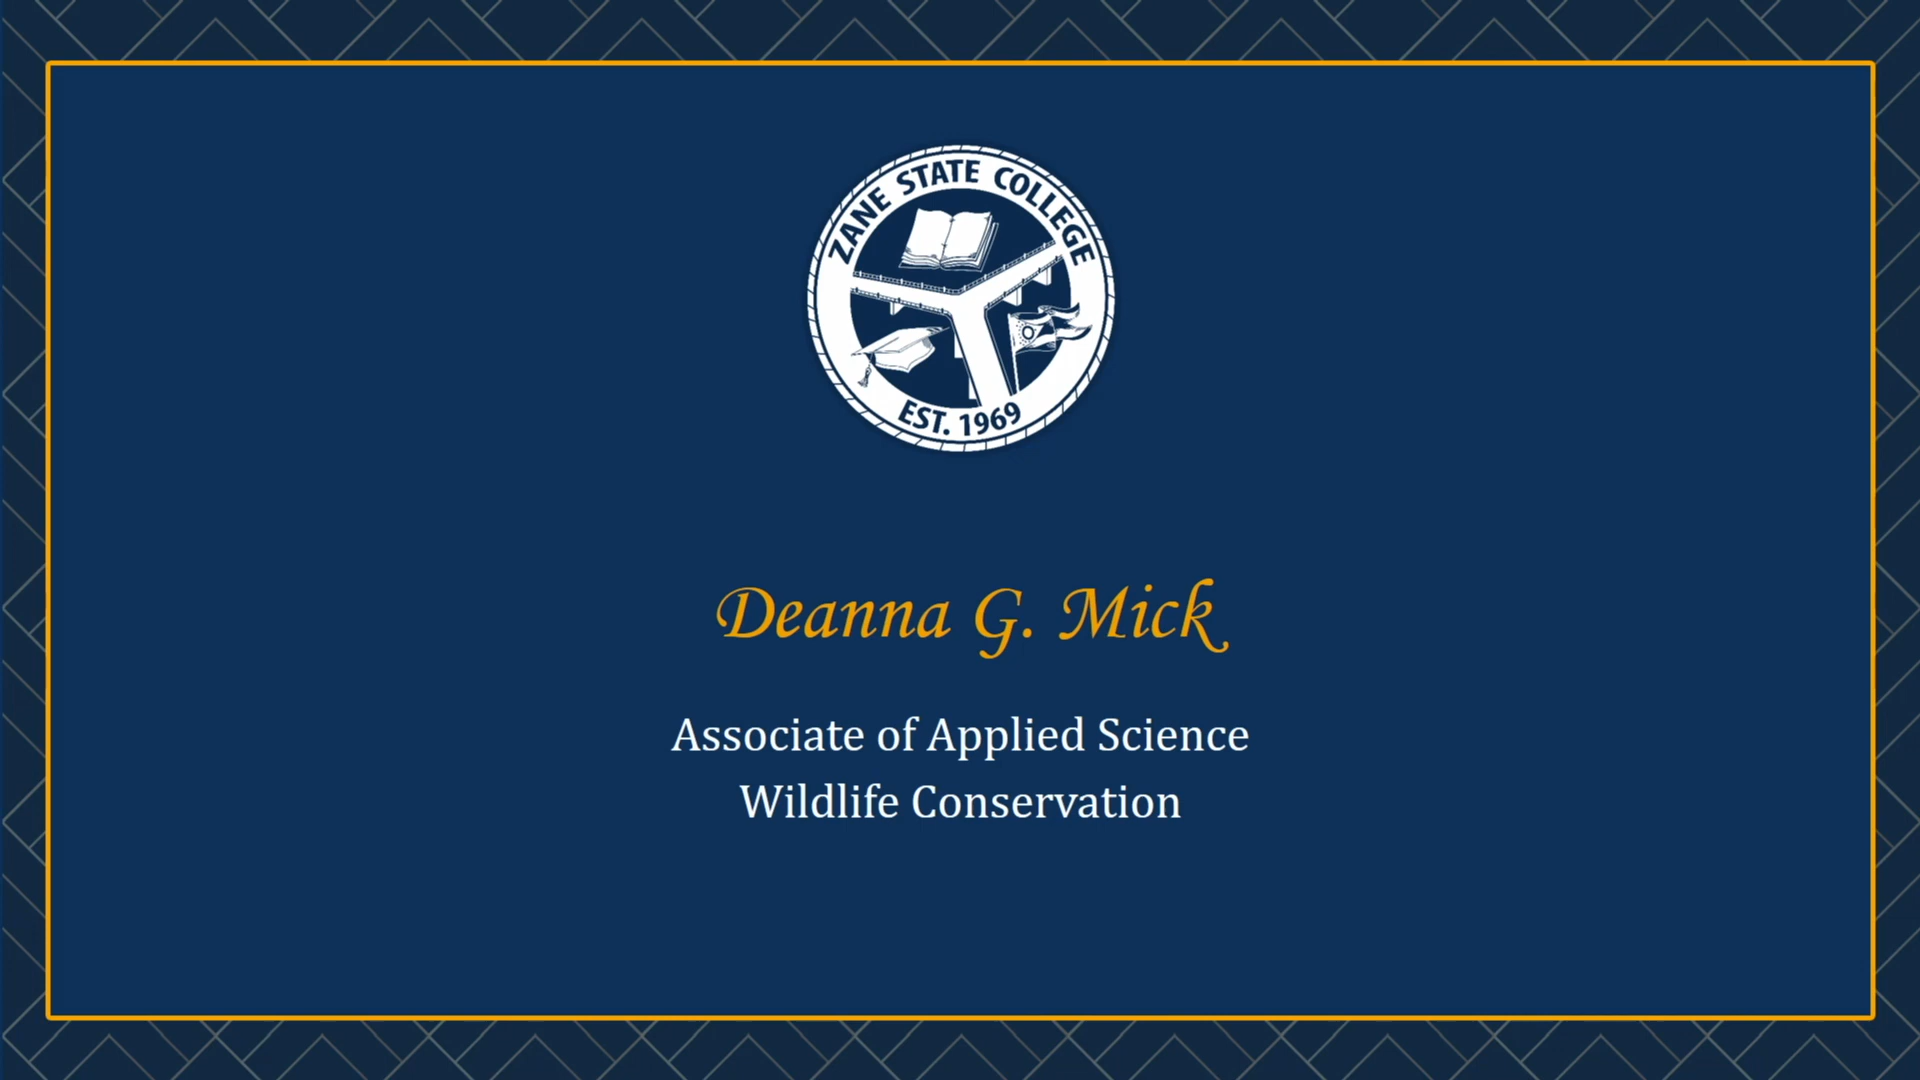 ZANE STATE COLLEGE
EST. 1969
Deanna G. Mick
Associate of Applied Science
Wildlife Conservation